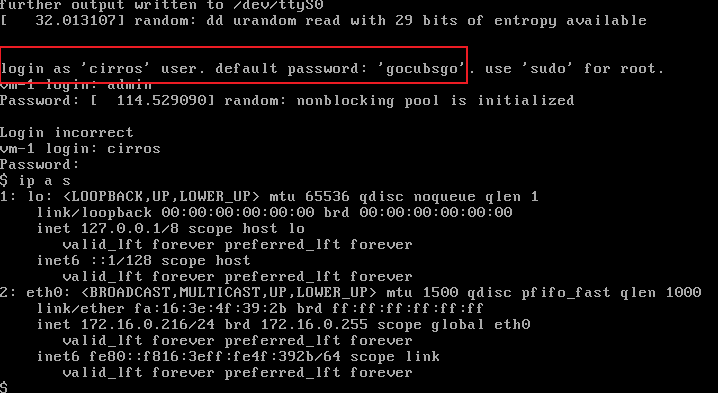 further output written to /dev/ttyS0
[   32.013107] random: dd urandom read with 29 bits of entropy available
login as 'cirros' user. default password: 'gocubsgo'. use 'sudo' for root.
vm-1 login: admin
Password: [  114.529090] random: nonblocking pool is initialized
Login incorrect
vm-1 login: cirros
Password:
$ ip a s
1: lo: <LOOPBACK,UP,LOWER_UP> mtu 65536 qdisc noqueue qlen 1
    link/loopback 00:00:00:00:00:00 brd 00:00:00:00:00:00
    inet 127.0.0.1/8 scope host lo
       valid_lft forever preferred_lft forever
    inet6 ::1/128 scope host
       valid_lft forever preferred_lft forever
2: eth0: <BROADCAST,MULTICAST,UP,LOWER_UP> mtu 1500 qdisc pfifo_fast qlen 1000
    link/ether fa:16:3e:4f:39:2b brd ff:ff:ff:ff:ff:ff
    inet 172.16.0.216/24 brd 172.16.0.255 scope global eth0
       valid_lft forever preferred_lft forever
    inet6 fe80::f816:3eff:fe4f:392b/64 scope link
       valid_lft forever preferred_lft forever
$